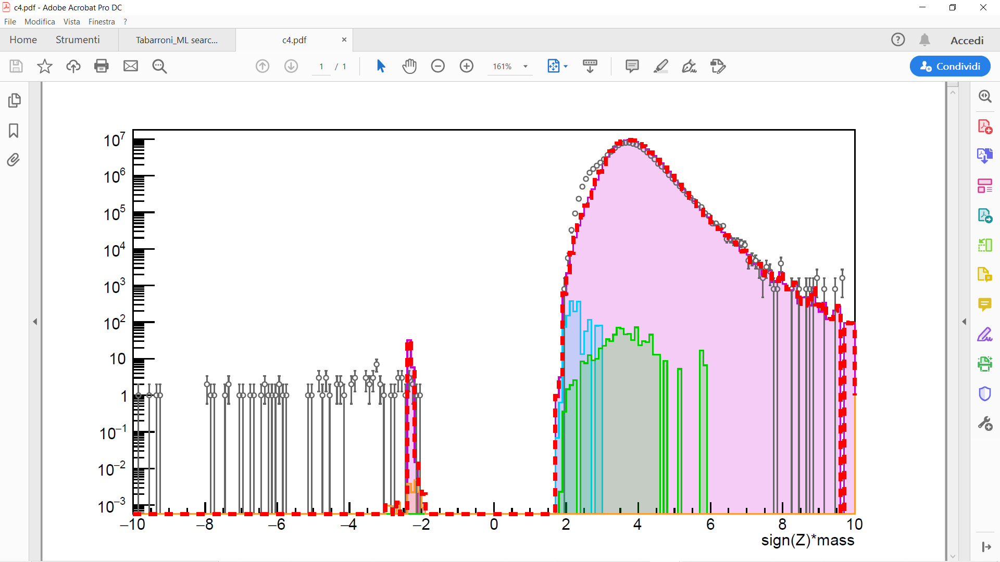 c4.pdf - Adobe Acrobat Pro DC
File Modifica Vista Finestra ?
Home Strumenti Tabarroni_ML searc... c4.pdf × Accedi
1 / 1 161% Condividi
10^7
10^6
10^5
10^4
10^3
10^2
10
1
10^−1
10^−2
10^−3
−10 −8 −6 −4 −2 0 2 4 6 8 10
sign(Z)*mass